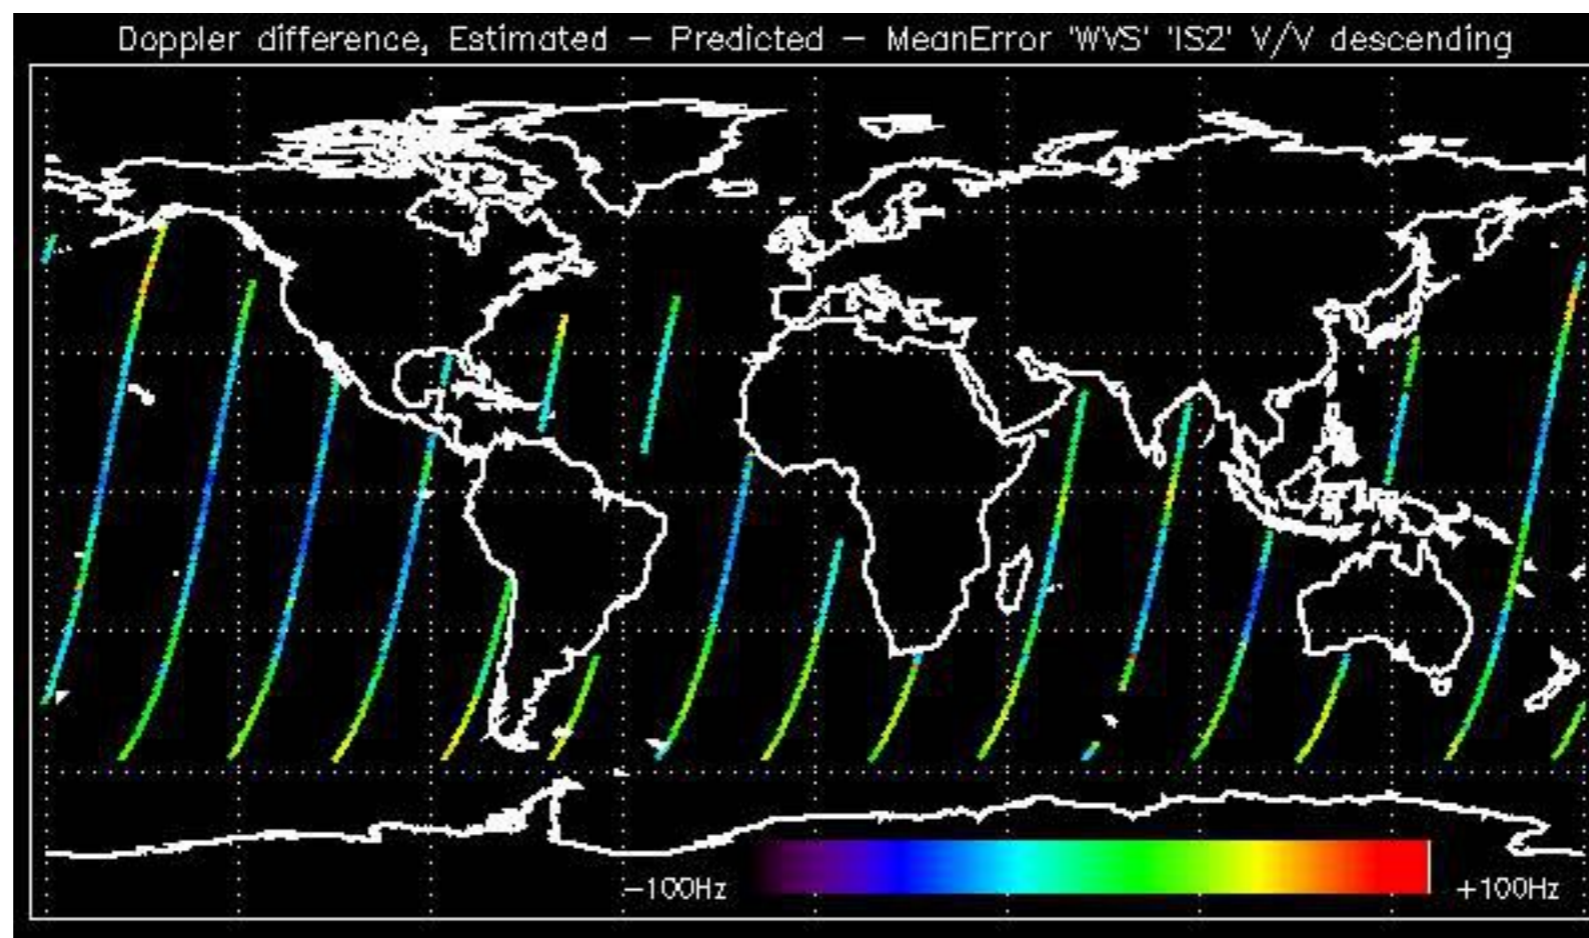 Doppler difference, Estimated − Predicted − MeanError 'WVS' 'IS2' V/V descending
−100Hz
+100Hz